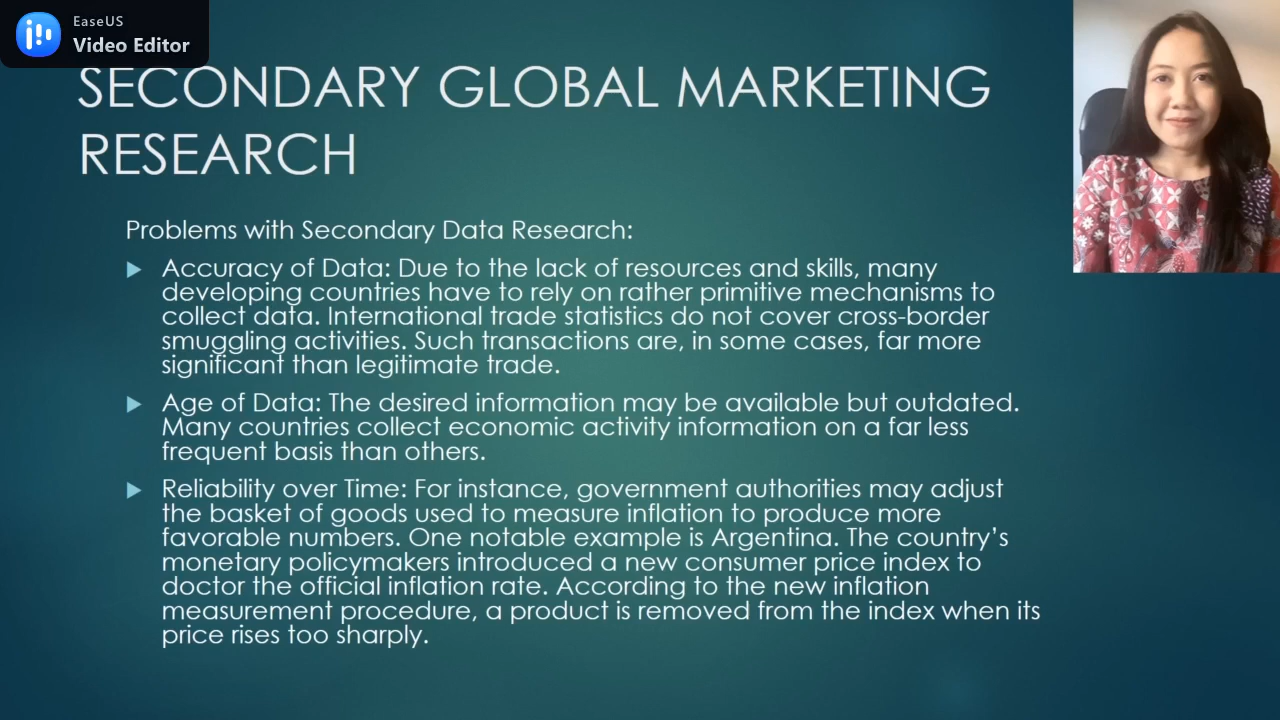 EaseUS
Video Editor
SECONDARY GLOBAL MARKETING
RESEARCH
Problems with Secondary Data Research:
Accuracy of Data: Due to the lack of resources and skills, many
developing countries have to rely on rather primitive mechanisms to
collect data. International trade statistics do not cover cross-border
smuggling activities. Such transactions are, in some cases, far more
significant than legitimate trade.
Age of Data: The desired information may be available but outdated.
Many countries collect economic activity information on a far less
frequent basis than others.
Reliability over Time: For instance, government authorities may adjust
the basket of goods used to measure inflation to produce more
favorable numbers. One notable example is Argentina. The country’s
monetary policymakers introduced a new consumer price index to
doctor the official inflation rate. According to the new inflation
measurement procedure, a product is removed from the index when its
price rises too sharply.